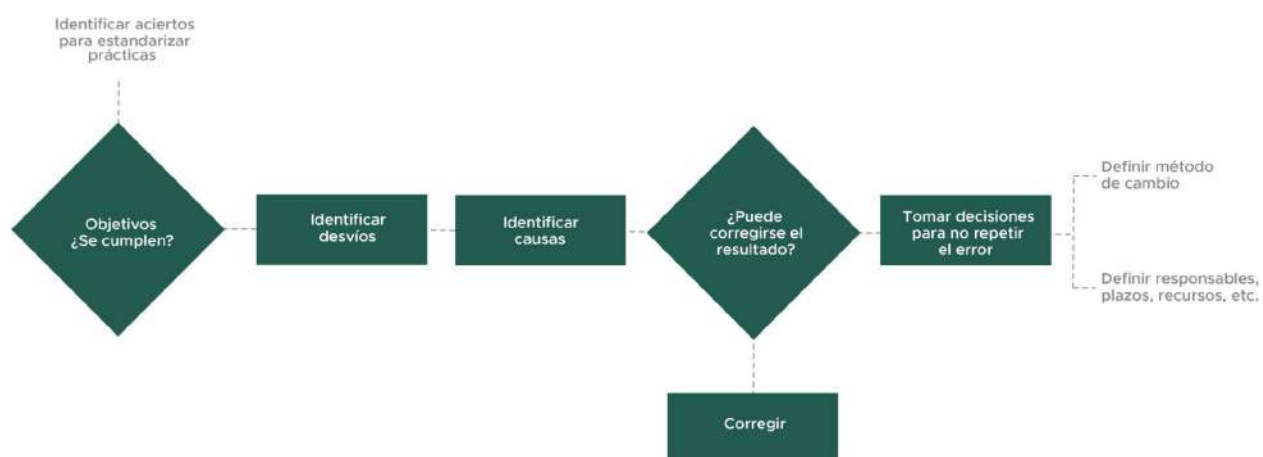 Identificar aciertos
para estandarizar
prácticas
Objetivos
¿Se cumplen?
Identificar
desvíos
Identificar
causas
¿Puede
corregirse el
resultado?
Tomar decisiones
para no repetir
el error
Definir método
de cambio
Definir responsables,
plazos, recursos, etc.
Corregir